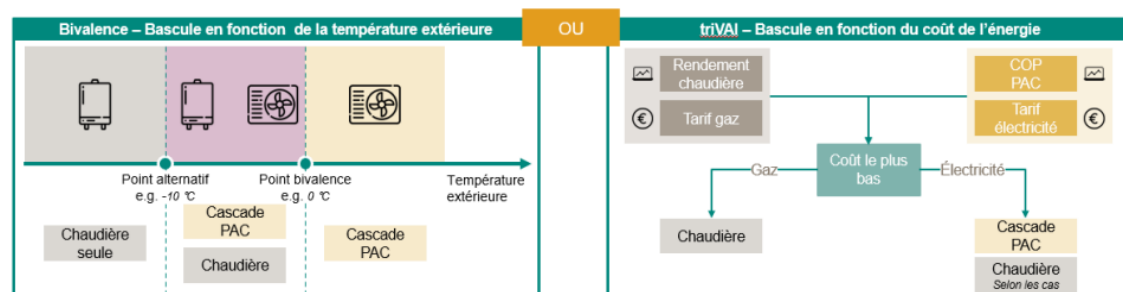 Bivalence – Bascule en fonction de la température extérieure
OU
triVAI – Bascule en fonction du coût de l'énergie
Point alternatif
e.g. -10 °C
Point bivalence
e.g. 0 °C
Température
extérieure
Chaudière
seule
Cascade
PAC
Chaudière
Cascade
PAC
Rendement
chaudière
€
Tarif gaz
COP
PAC
Tarif
électricité
€
Coût le plus
bas
Gaz
Électricité
Chaudière
Cascade
PAC
Chaudière
Selon les cas